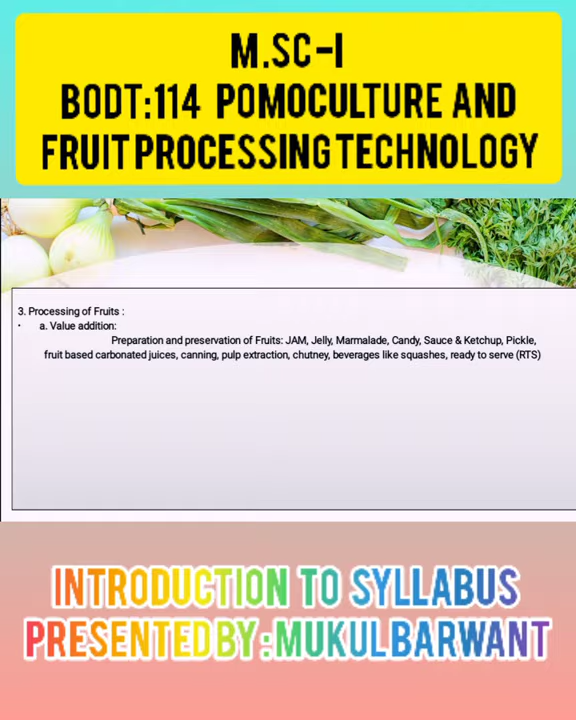 M.SC-I
BODT:114 POMOCULTURE AND
FRUIT PROCESSING TECHNOLOGY
3. Processing of Fruits :
• a. Value addition:
Preparation and preservation of Fruits: JAM, Jelly, Marmalade, Candy, Sauce & Ketchup, Pickle,
fruit based carbonated juices, canning, pulp extraction, chutney, beverages like squashes, ready to serve (RTS)
INTRODUCTION TO SYLLABUS
PRESENTED BY : MUKUL BARWANT